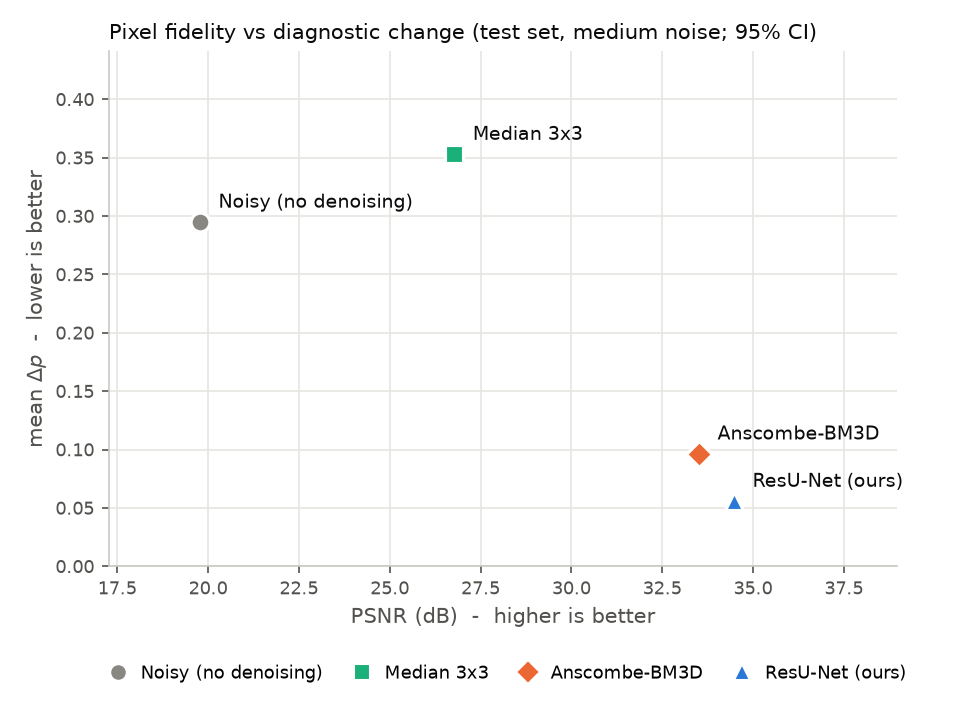 Pixel fidelity vs diagnostic change (test set, medium noise; 95% CI)
mean Δp - lower is better
0.40
0.35
0.30
0.25
0.20
0.15
0.10
0.05
0.00
Median 3x3
Noisy (no denoising)
Anscombe-BM3D
ResU-Net (ours)
17.5 20.0 22.5 25.0 27.5 30.0 32.5 35.0 37.5
PSNR (dB) - higher is better
Noisy (no denoising) Median 3x3 Anscombe-BM3D ResU-Net (ours)